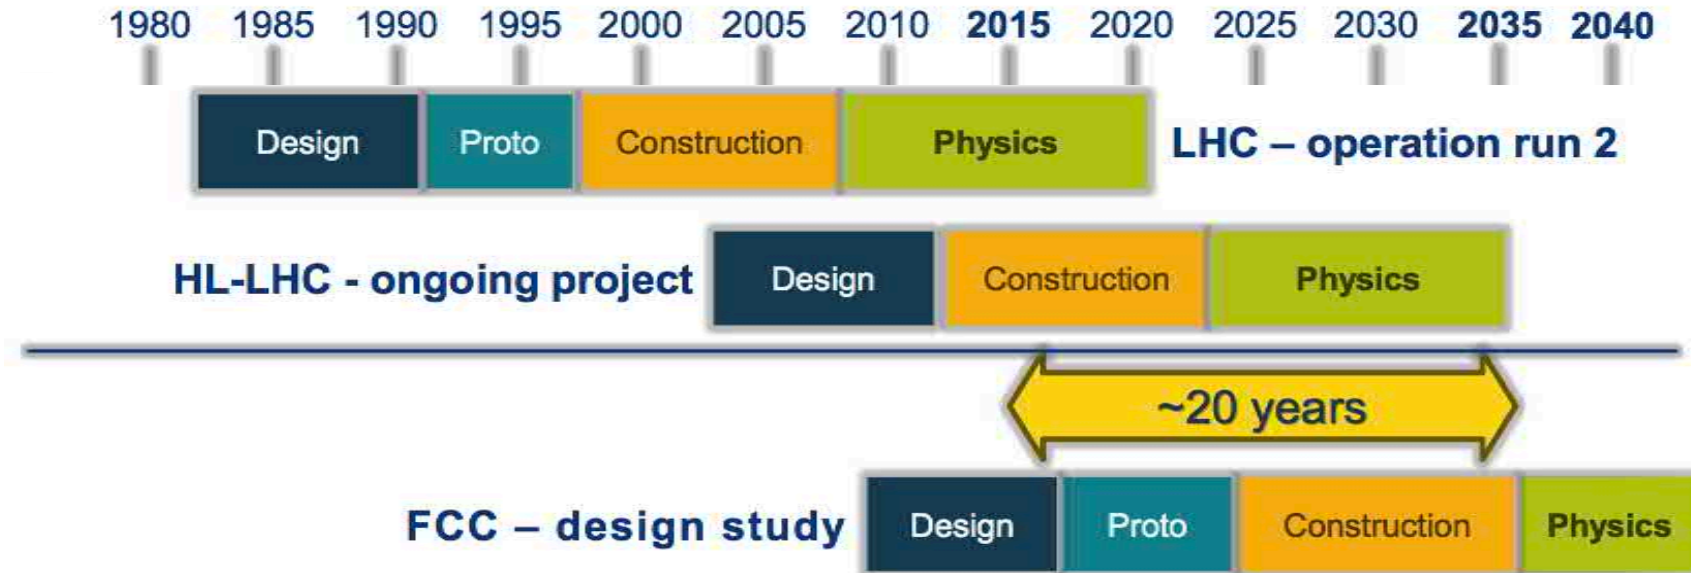 1980 1985 1990 1995 2000 2005 2010 2015 2020 2025 2030 2035 2040
Design Proto Construction Physics LHC – operation run 2
HL-LHC - ongoing project Design Construction Physics
~20 years
FCC – design study Design Proto Construction Physics